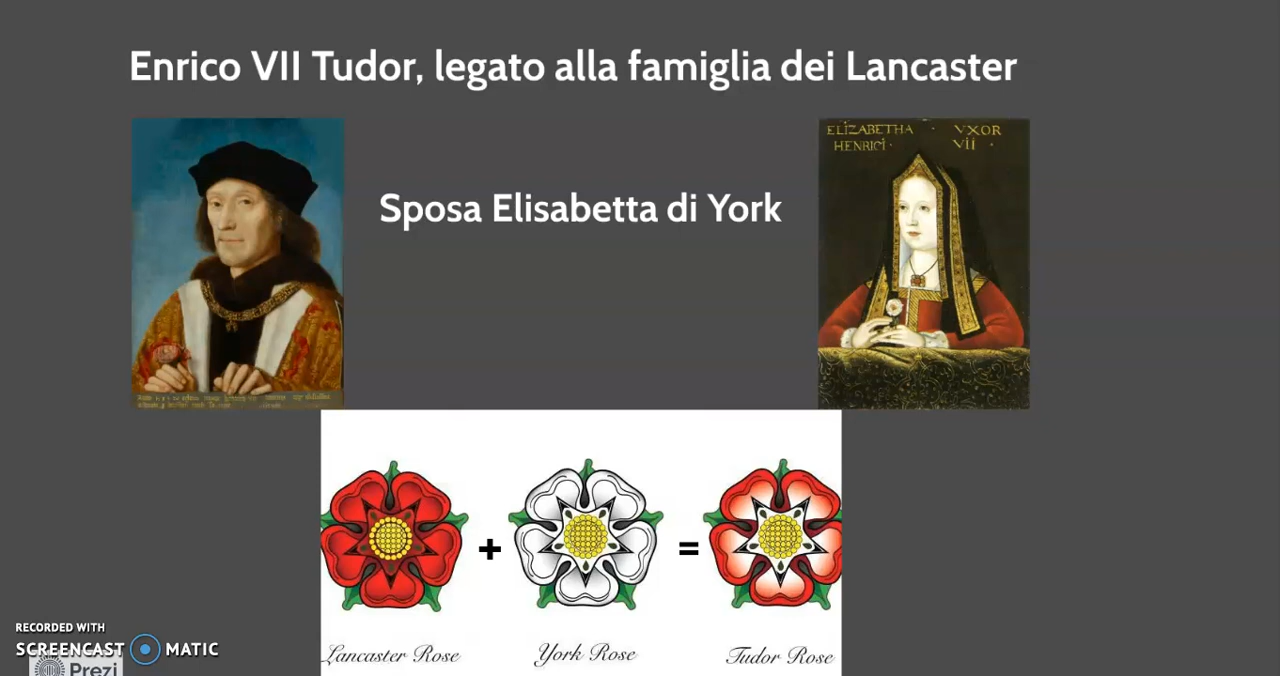 Enrico VII Tudor, legato alla famiglia dei Lancaster
ELIZABETHA · VXOR
HENRICI · VII ·
Sposa Elisabetta di York
+ =
Lancaster Rose York Rose Tudor Rose
RECORDED WITH
SCREENCAST MATIC
Prezi